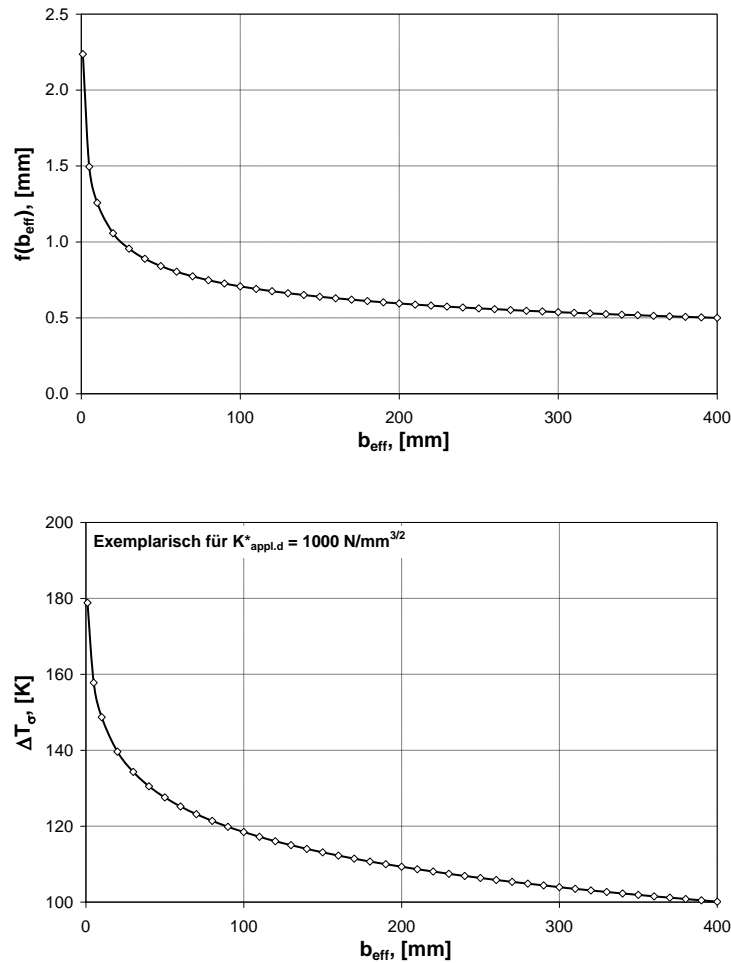 2.5
2.0
1.5
1.0
0.5
0.0
f(beff), [mm]
0 100 200 300 400
beff, [mm]
200
180
160
140
120
100
Exemplarisch für K*appl.d = 1000 N/mm3/2
ΔTσ, [K]
0 100 200 300 400
beff, [mm]